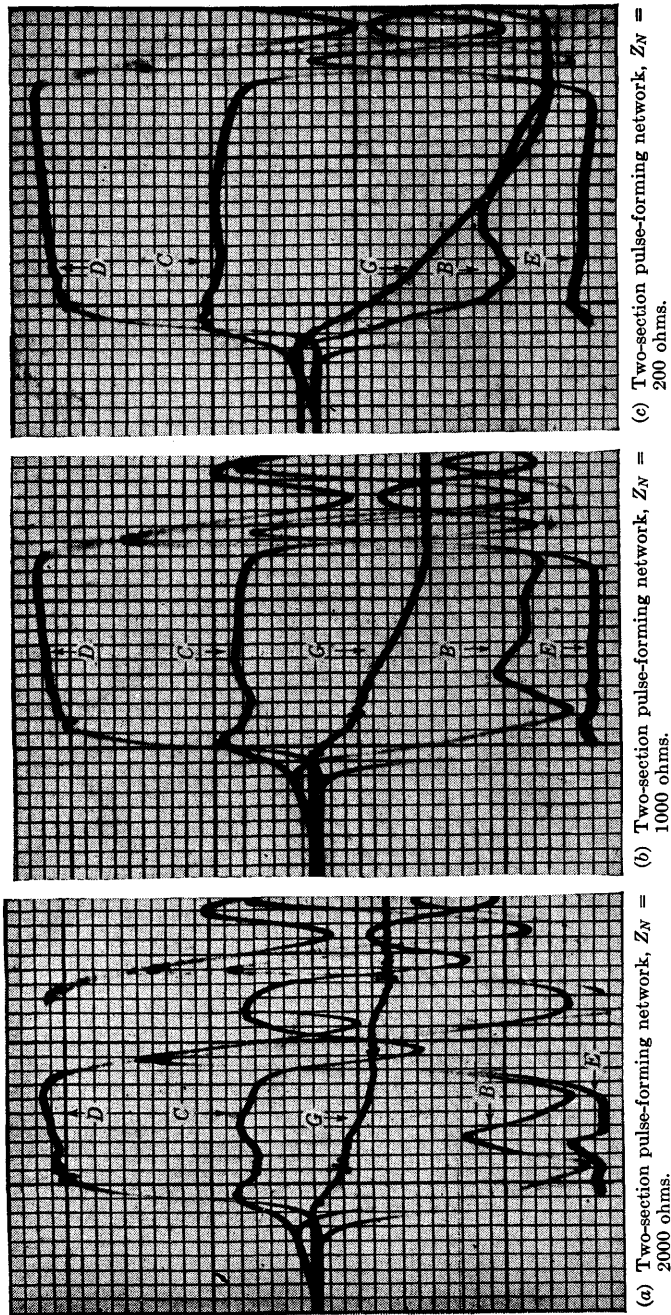 D
C
G
B
E
(a) Two-section pulse-forming network, Z_N =
2000 ohms.
D
C
G
B
E
(b) Two-section pulse-forming network, Z_N =
1000 ohms.
D
C
G
B
E
(c) Two-section pulse-forming network, Z_N =
200 ohms.